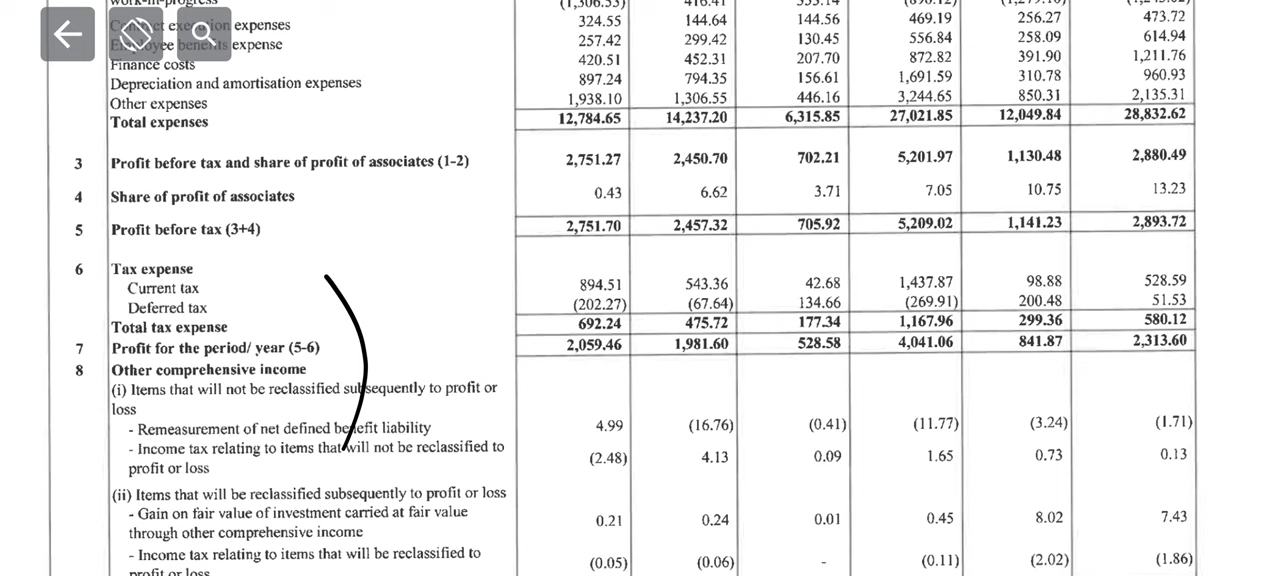 324.55 144.64 144.56 469.19 256.27 473.72
expenses
257.42 299.42 130.45 556.84 258.09 614.94
expense
420.51 452.31 207.70 872.82 391.90 1,211.76
Finance costs
897.24 794.35 156.61 1,691.59 310.78 960.93
Depreciation and amortisation expenses
1,938.10 1,306.55 446.16 3,244.65 850.31 2,135.31
Other expenses
Total expenses 12,784.65 14,237.20 6,315.85 27,021.85 12,049.84 28,832.62
3 Profit before tax and share of profit of associates (1-2) 2,751.27 2,450.70 702.21 5,201.97 1,130.48 2,880.49
4 Share of profit of associates 0.43 6.62 3.71 7.05 10.75 13.23
5 Profit before tax (3+4) 2,751.70 2,457.32 705.92 5,209.02 1,141.23 2,893.72
6 Tax expense
Current tax 894.51 543.36 42.68 1,437.87 98.88 528.59
Deferred tax (202.27) (67.64) 134.66 (269.91) 200.48 51.53
Total tax expense 692.24 475.72 177.34 1,167.96 299.36 580.12
7 Profit for the period/ year (5-6) 2,059.46 1,981.60 528.58 4,041.06 841.87 2,313.60
8 Other comprehensive income
(i) Items that will not be reclassified subsequently to profit or
loss
- Remeasurement of net defined benefit liability 4.99 (16.76) (0.41) (11.77) (3.24) (1.71)
- Income tax relating to items that will not be reclassified to
profit or loss (2.48) 4.13 0.09 1.65 0.73 0.13
(ii) Items that will be reclassified subsequently to profit or loss
- Gain on fair value of investment carried at fair value
through other comprehensive income 0.21 0.24 0.01 0.45 8.02 7.43
- Income tax relating to items that will be reclassified to
profit or loss (0.05) (0.06) - (0.11) (2.02) (1.86)